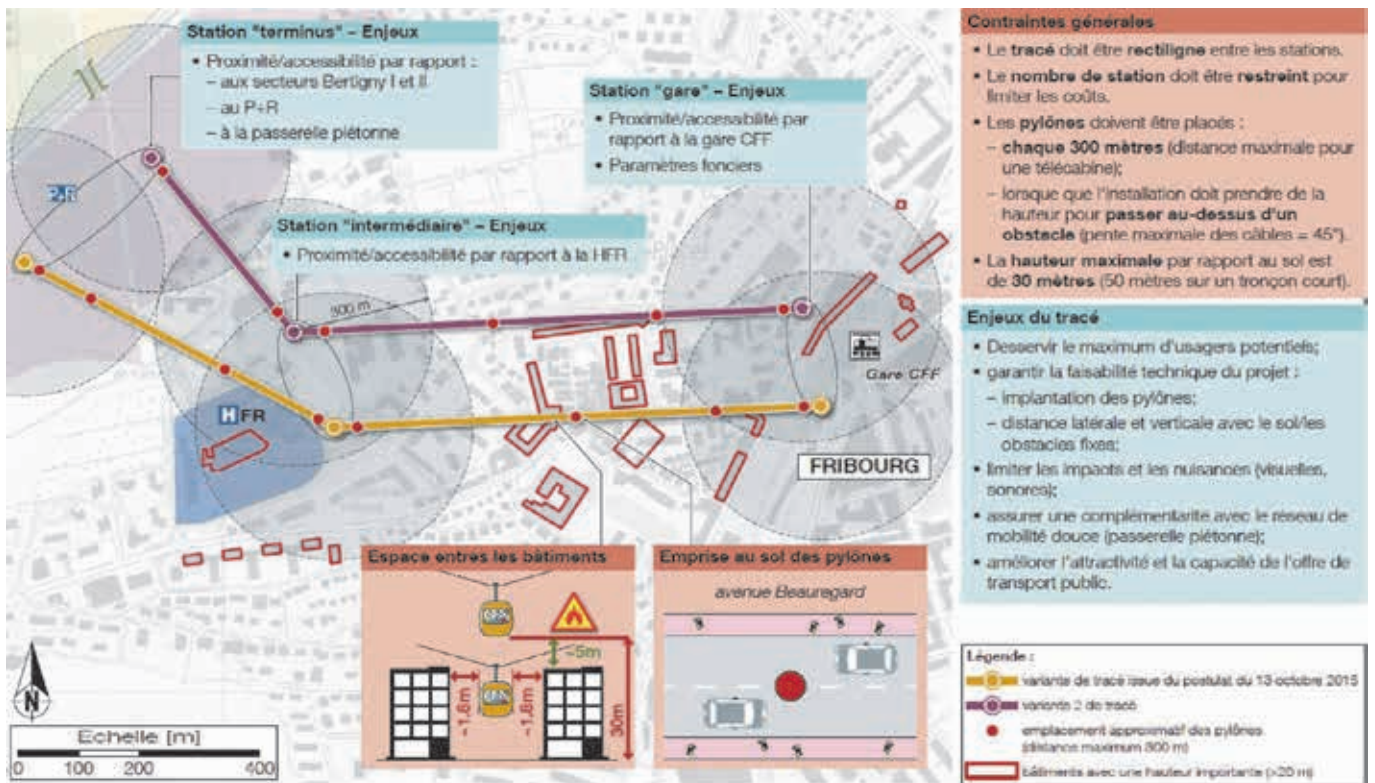 Station "terminus" – Enjeux
• Proximité/accessibilité par rapport :
– aux secteurs Bertigny I et II
– au P+R
– à la passerelle piétonne
Station "gare" – Enjeux
• Proximité/accessibilité par
rapport à la gare CFF
• Paramètres fonciers
Station "intermédiaire" – Enjeux
• Proximité/accessibilité par rapport à la HFR
P+R
300 m
H FR
Gare CFF
FRIBOURG
Espace entres les bâtiments
~5m
~1,6m
~1,6m
30m
Emprise au sol des pylônes
avenue Beauregard
N
Echelle [m]
0 100 200 400
Contraintes générales
• Le tracé doit être rectiligne entre les stations.
• Le nombre de station doit être restreint pour
limiter les coûts.
• Les pylônes doivent être placés :
– chaque 300 mètres (distance maximale pour
une télécabine);
– lorsque que l'installation doit prendre de la
hauteur pour passer au-dessus d'un
obstacle (pente maximale des câbles = 45°).
• La hauteur maximale par rapport au sol est
de 30 mètres (50 mètres sur un tronçon court).
Enjeux du tracé
• Desservir le maximum d'usagers potentiels;
• garantir la faisabilité technique du projet :
– implantation des pylônes;
– distance latérale et verticale avec le sol/les
obstacles fixes;
• limiter les impacts et les nuisances (visuelles,
sonores);
• assurer une complémentarité avec le réseau de
mobilité douce (passerelle piétonne);
• améliorer l'attractivité et la capacité de l'offre de
transport public.
Légende :
variante de tracé issue du postulat du 13 octobre 2015
variante 2 de tracé
emplacement approximatif des pylônes
(distance maximum 300 m)
bâtiments avec une hauteur importante (>20 m)